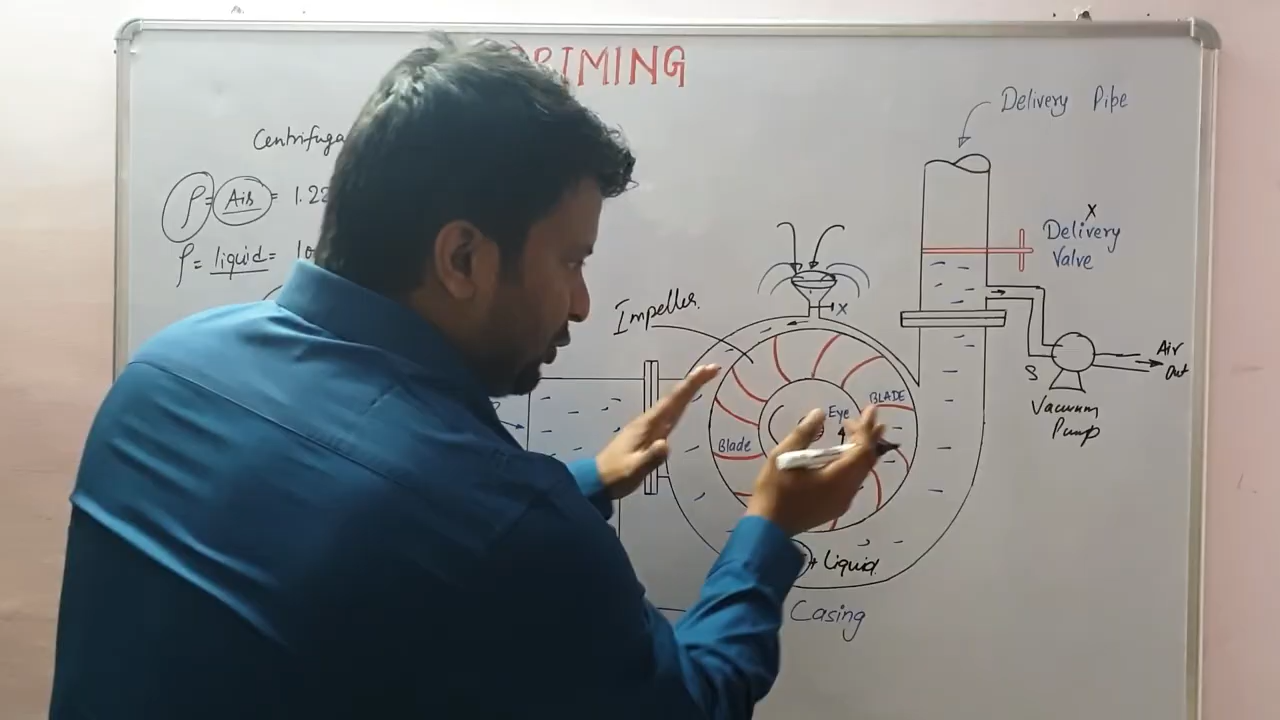 PRIMING
Centrifuga
ρ Air = 1.22
ρ = liquid = 10
Delivery Pipe
X
Delivery
Valve
X
Impeller
Air
Out
S
Vacuum
Pump
BLADE
Eye
Blade
+ Liquid
Casing